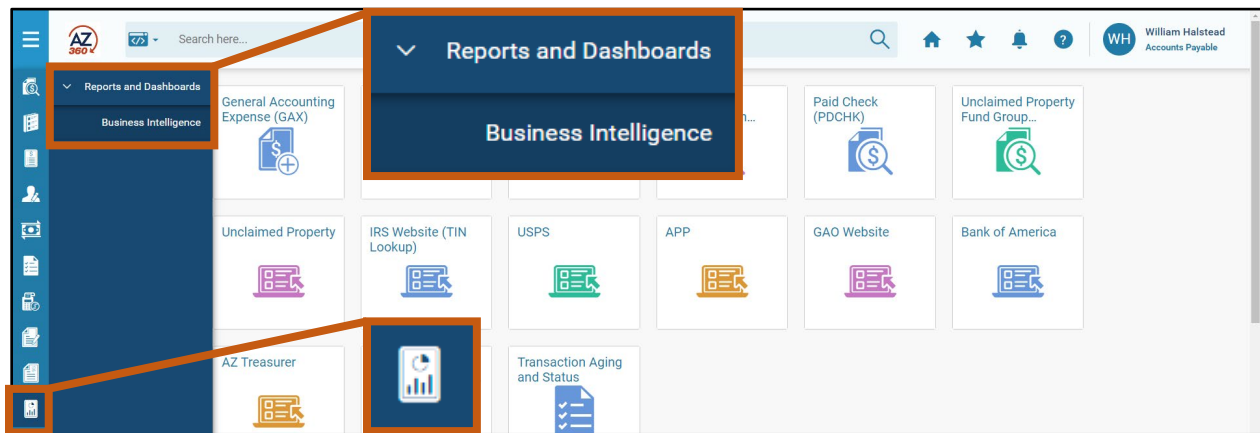 AZ
360
Search here...
WH
William Halstead
Accounts Payable
Reports and Dashboards
Business Intelligence
Reports and Dashboards
Business Intelligence
General Accounting
Expense (GAX)
Paid Check
(PDCHK)
Unclaimed Property
Fund Group...
Unclaimed Property
IRS Website (TIN
Lookup)
USPS
APP
GAO Website
Bank of America
AZ Treasurer
Transaction Aging
and Status